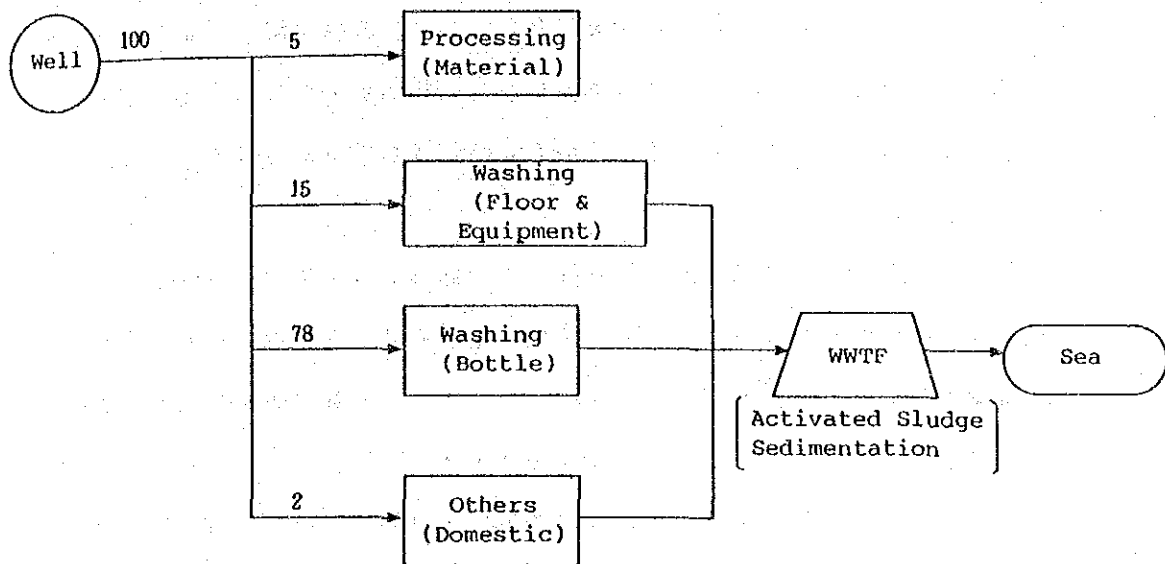 Well
100
5
Processing
(Material)
15
Washing
(Floor &
Equipment)
78
Washing
(Bottle)
WWTF
Sea
Activated Sludge
Sedimentation
2
Others
(Domestic)